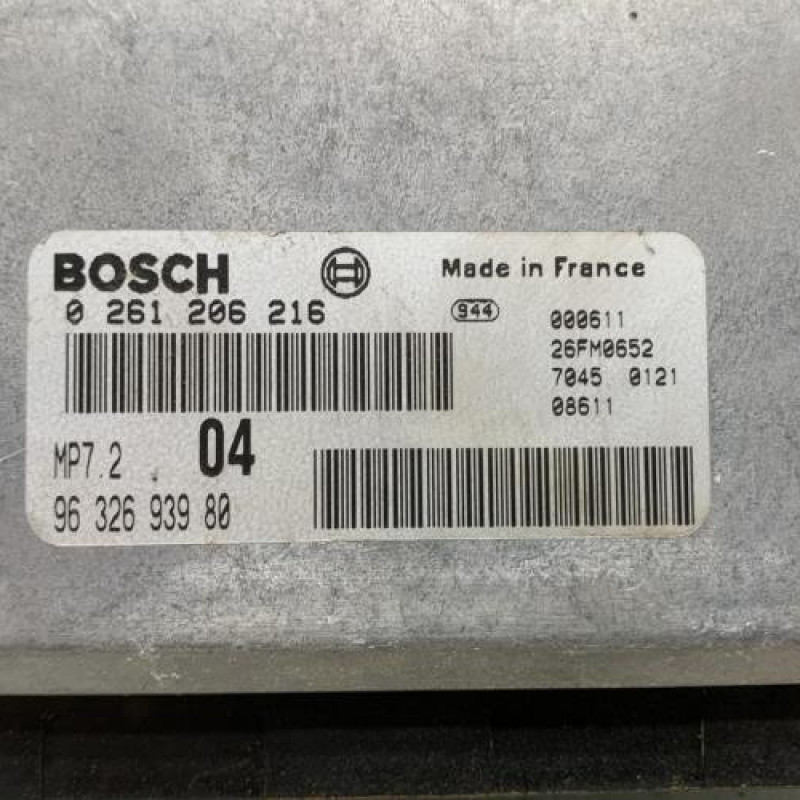 BOSCH Made in France
0 261 206 216
944
000611
26FM0652
7045 0121
08611
MP7.2 04
96 326 939 80